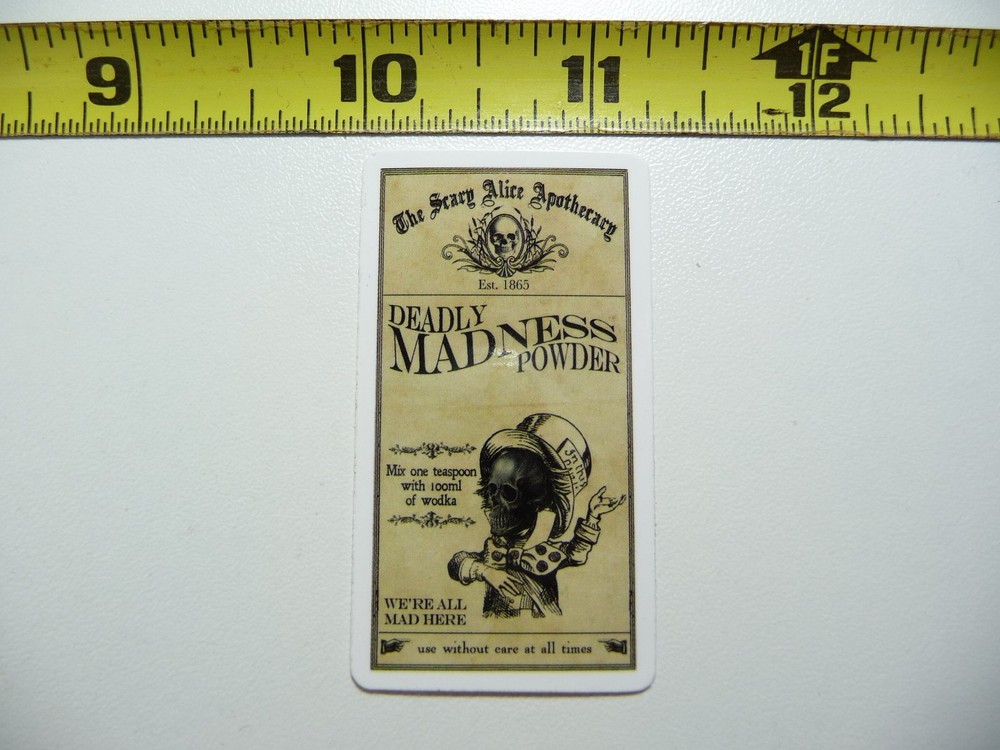 9 10 11 1F 12
The Scary Alice Apothecary
Est. 1865
DEADLY
MADNESS
POWDER
Mix one teaspoon
with 100ml
of wodka
WE'RE ALL
MAD HERE
use without care at all times